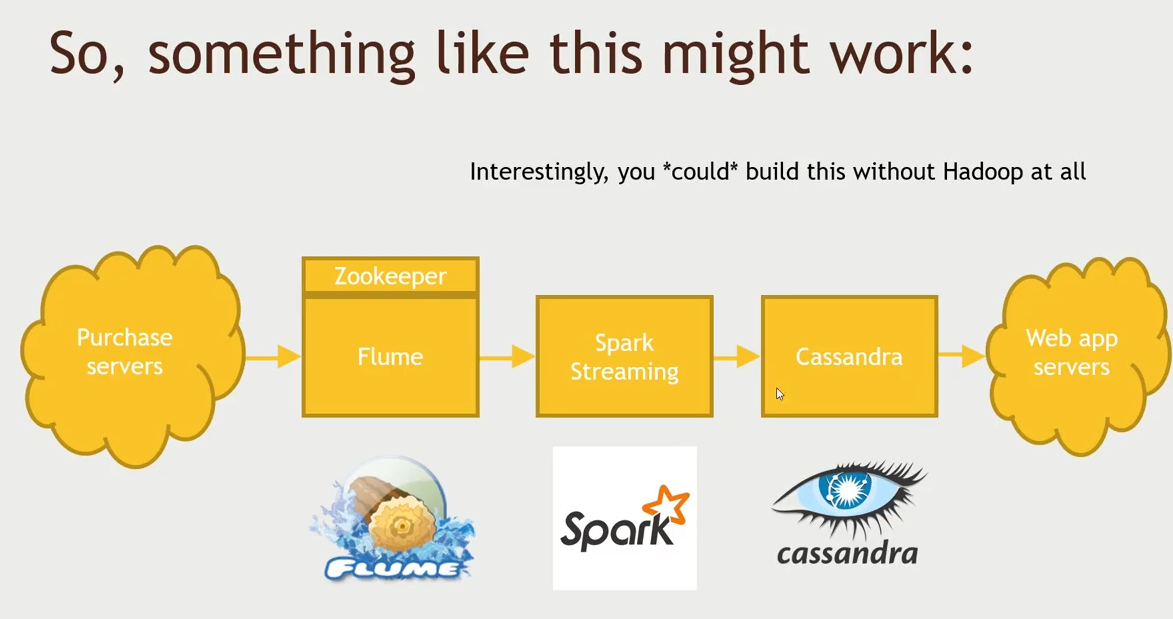 So, something like this might work:
Interestingly, you *could* build this without Hadoop at all
Purchase
servers
Zookeeper
Flume
Spark
Streaming
Cassandra
Web app
servers
FLUME
Spark
cassandra